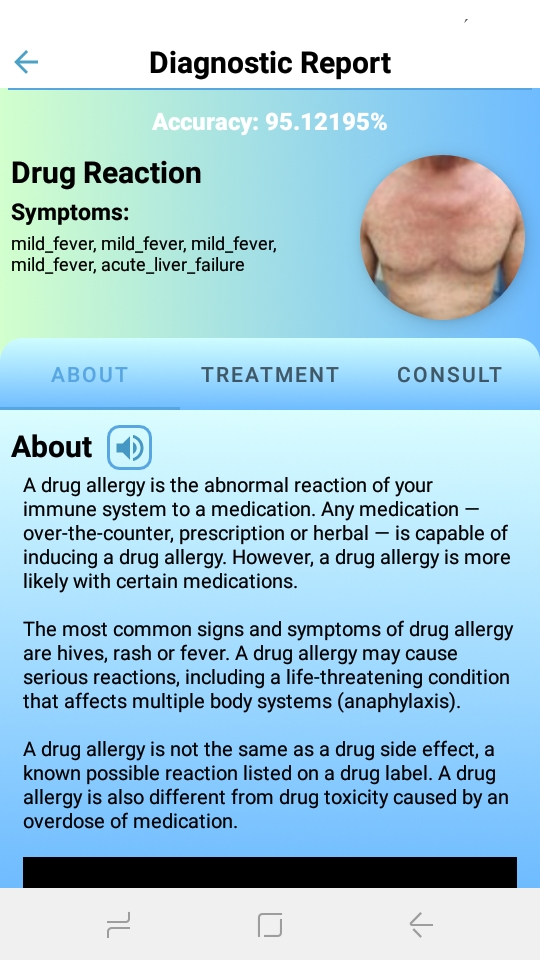 Diagnostic Report
Accuracy: 95.12195%
Drug Reaction
Symptoms:
mild_fever, mild_fever, mild_fever,
mild_fever, acute_liver_failure
ABOUT TREATMENT CONSULT
About
A drug allergy is the abnormal reaction of your
immune system to a medication. Any medication —
over-the-counter, prescription or herbal — is capable of
inducing a drug allergy. However, a drug allergy is more
likely with certain medications.
The most common signs and symptoms of drug allergy
are hives, rash or fever. A drug allergy may cause
serious reactions, including a life-threatening condition
that affects multiple body systems (anaphylaxis).
A drug allergy is not the same as a drug side effect, a
known possible reaction listed on a drug label. A drug
allergy is also different from drug toxicity caused by an
overdose of medication.